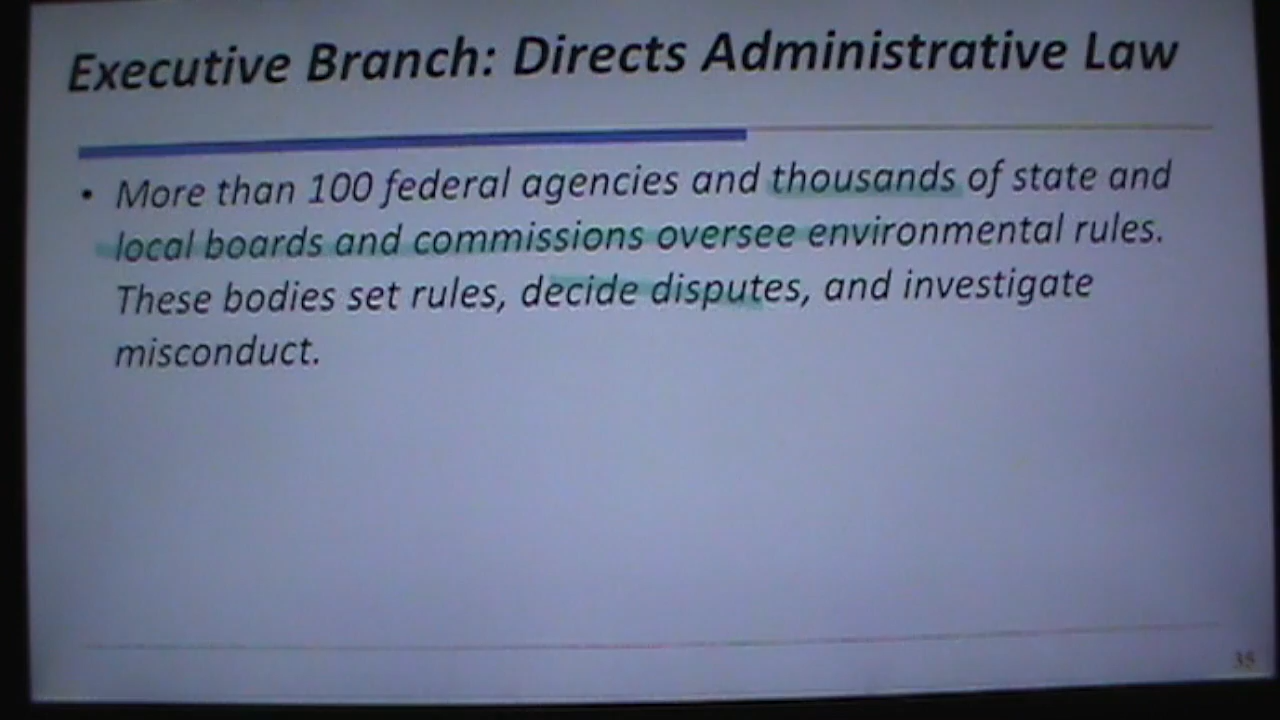 Executive Branch: Directs Administrative Law
• More than 100 federal agencies and thousands of state and
local boards and commissions oversee environmental rules.
These bodies set rules, decide disputes, and investigate
misconduct.
35